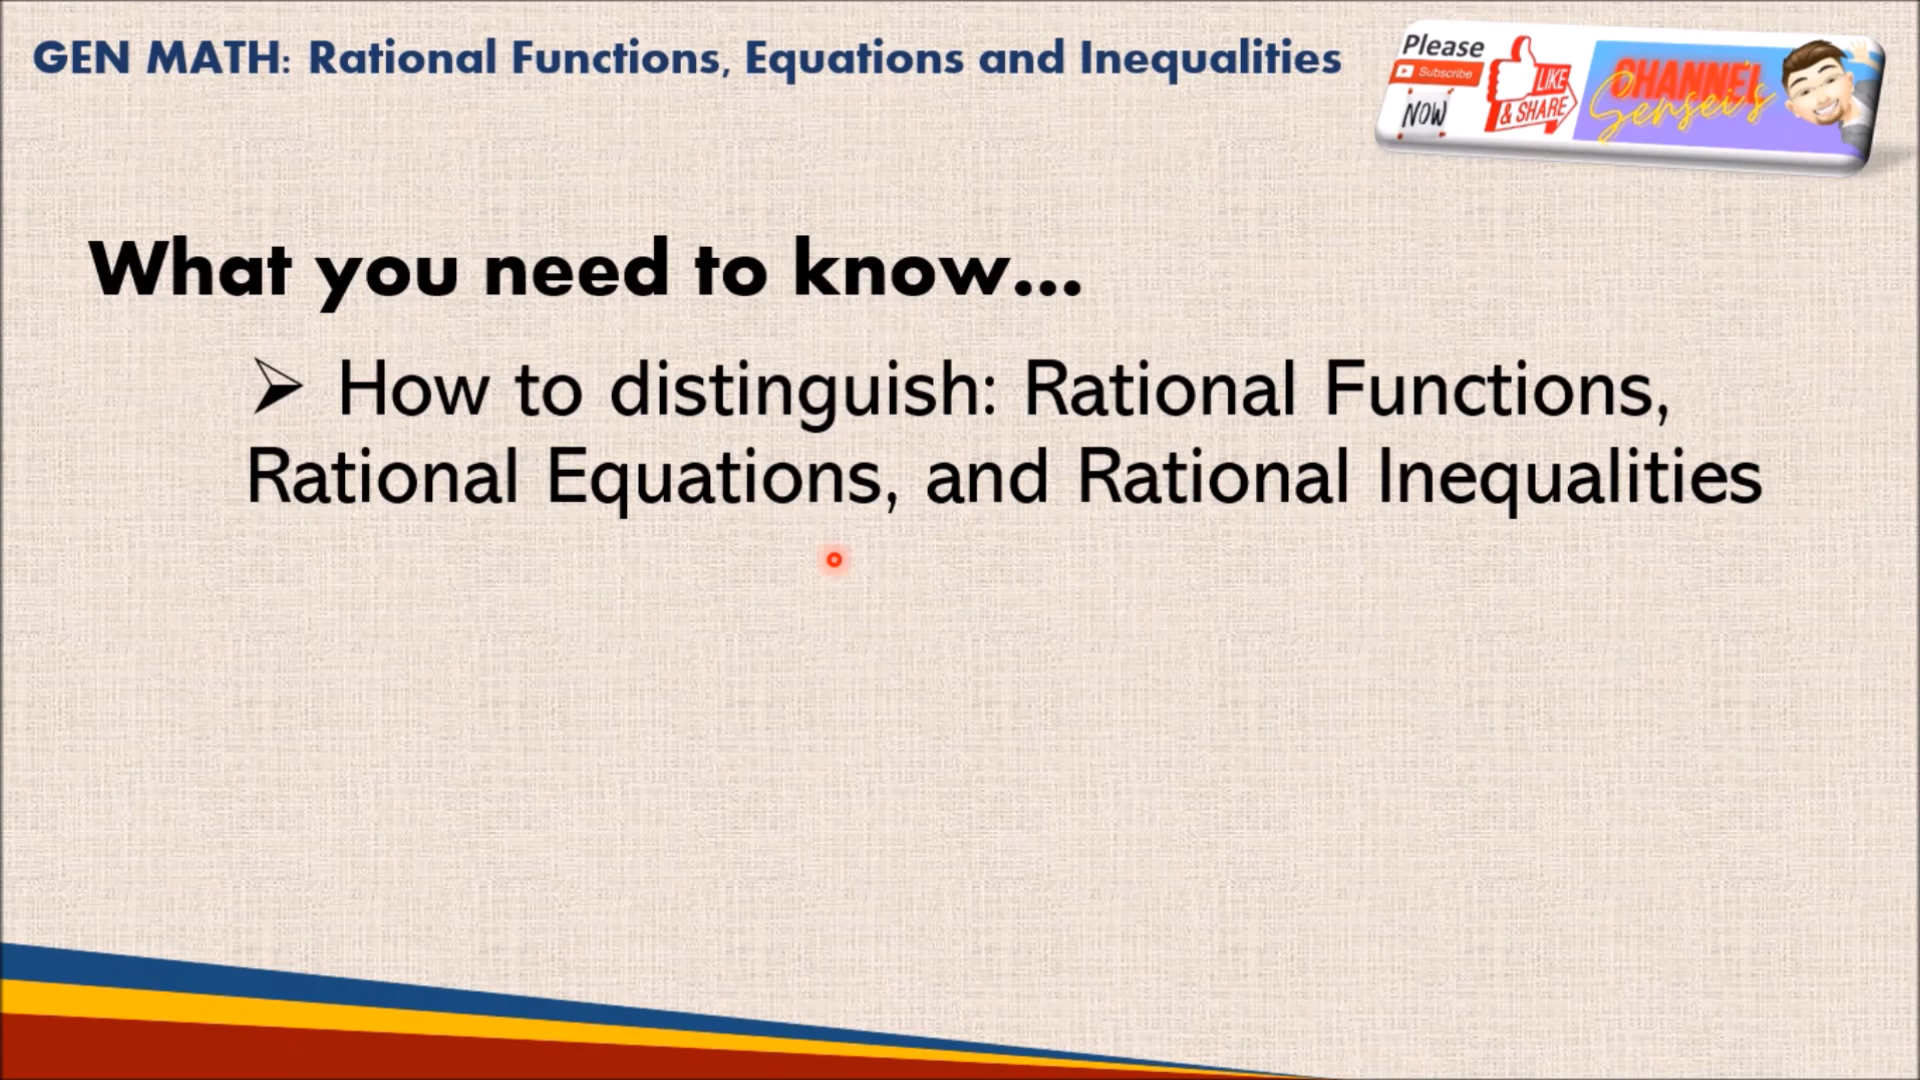 GEN MATH: Rational Functions, Equations and Inequalities
Please
Subscribe
NOW
LIKE
& SHARE
CHANNEL
Sensei's
What you need to know...
➢ How to distinguish: Rational Functions,
Rational Equations, and Rational Inequalities